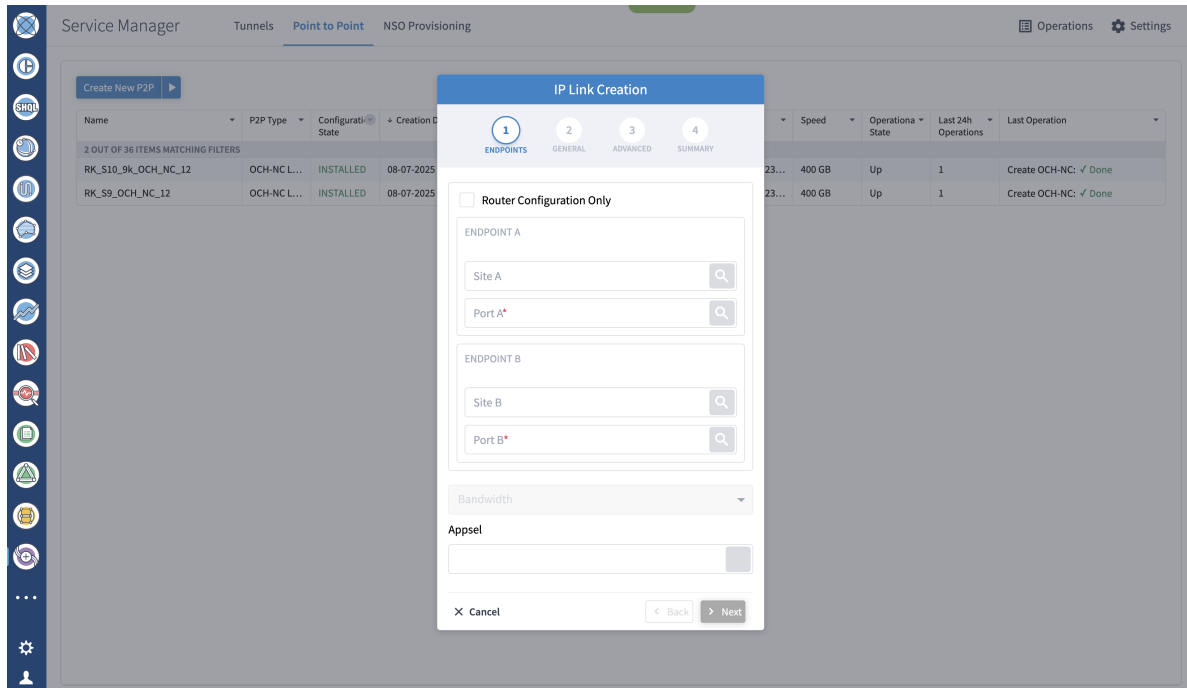 Service Manager
Tunnels
Point to Point
NSO Provisioning
Operations
Settings
SHQL
Create New P2P
Name
P2P Type
Configurati
State
Creation D
Speed
Operationa
State
Last 24h
Operations
Last Operation
2 OUT OF 36 ITEMS MATCHING FILTERS
RK_S10_9k_OCH_NC_12
OCH-NC L...
INSTALLED
08-07-2025
23...
400 GB
Up
1
Create OCH-NC: ✓ Done
RK_S9_OCH_NC_12
OCH-NC L...
INSTALLED
08-07-2025
23...
400 GB
Up
1
Create OCH-NC: ✓ Done
IP Link Creation
1
2
3
4
ENDPOINTS
GENERAL
ADVANCED
SUMMARY
Router Configuration Only
ENDPOINT A
Site A
Port A*
ENDPOINT B
Site B
Port B*
Bandwidth
Appsel
Cancel
Back
Next